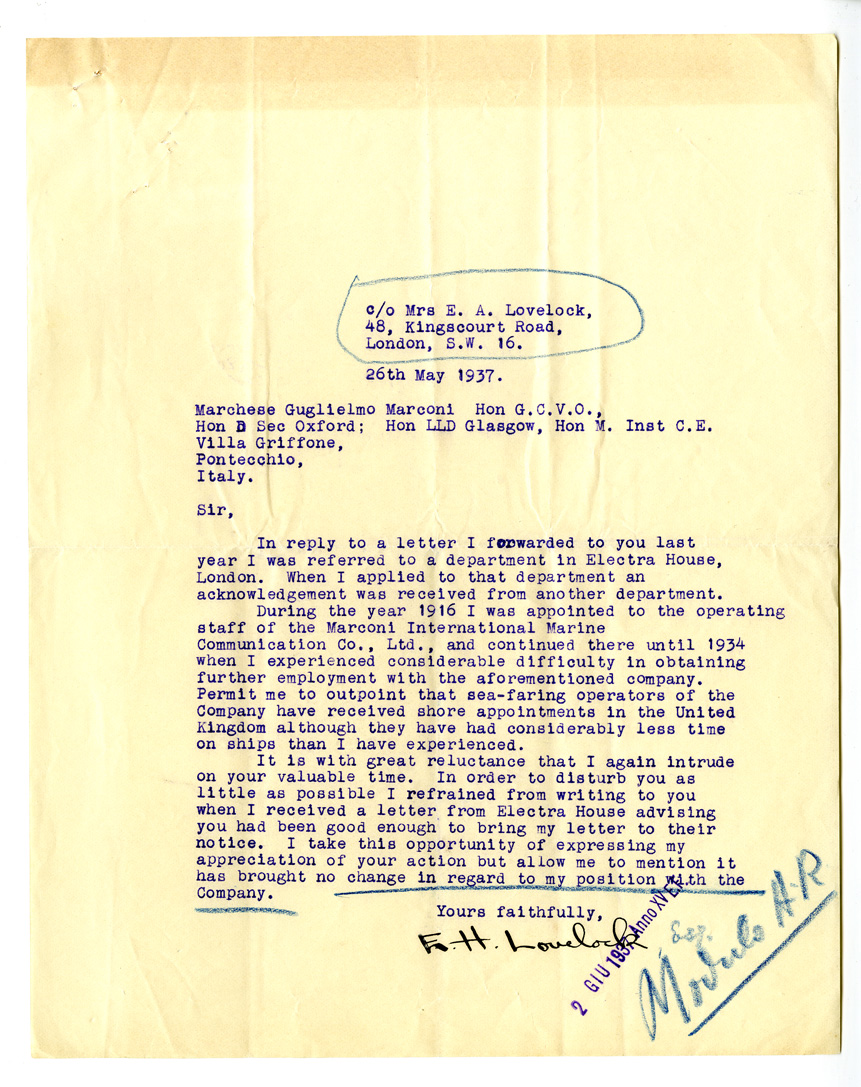 c/o Mrs E. A. Lovelock,
48, Kingscourt Road,
London, S.W. 16.
26th May 1937.
Marchese Guglielmo Marconi  Hon G.C.V.O.,
Hon D Sec Oxford;  Hon LLD Glasgow, Hon M. Inst C.E.
Villa Griffone,
Pontecchio,
Italy.
Sir,
In reply to a letter I forwarded to you last
year I was referred to a department in Electra House,
London.  When I applied to that department an
acknowledgement was received from another department.
During the year 1916 I was appointed to the operating
staff of the Marconi International Marine
Communication Co., Ltd., and continued there until 1934
when I experienced considerable difficulty in obtaining
further employment with the aforementioned company.
Permit me to outpoint that sea-faring operators of the
Company have received shore appointments in the United
Kingdom although they have had considerably less time
on ships than I have experienced.
It is with great reluctance that I again intrude
on your valuable time.  In order to disturb you as
little as possible I refrained from writing to you
when I received a letter from Electra House advising
you had been good enough to bring my letter to their
notice.  I take this opportunity of expressing my
appreciation of your action but allow me to mention it
has brought no change in regard to my position with the
Company.
Yours faithfully,
E. H. Lovelock
2 GIU 1937 Anno XV E.F.
Esq.
Modulo A.R